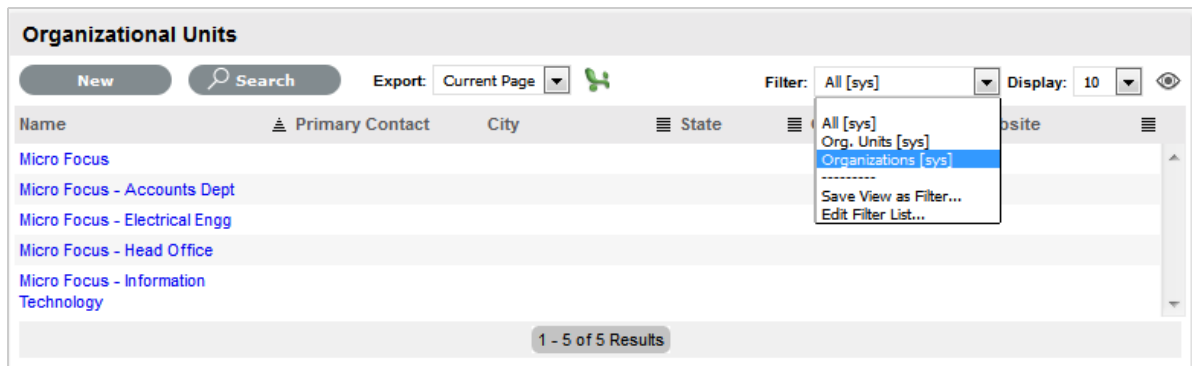 Organizational Units
New Search Export: Current Page Filter: All [sys] Display: 10
Name Primary Contact City State bsite
All [sys]
Org. Units [sys]
Organizations [sys]
---------
Save View as Filter...
Edit Filter List...
Micro Focus
Micro Focus - Accounts Dept
Micro Focus - Electrical Engg
Micro Focus - Head Office
Micro Focus - Information
Technology
1 - 5 of 5 Results